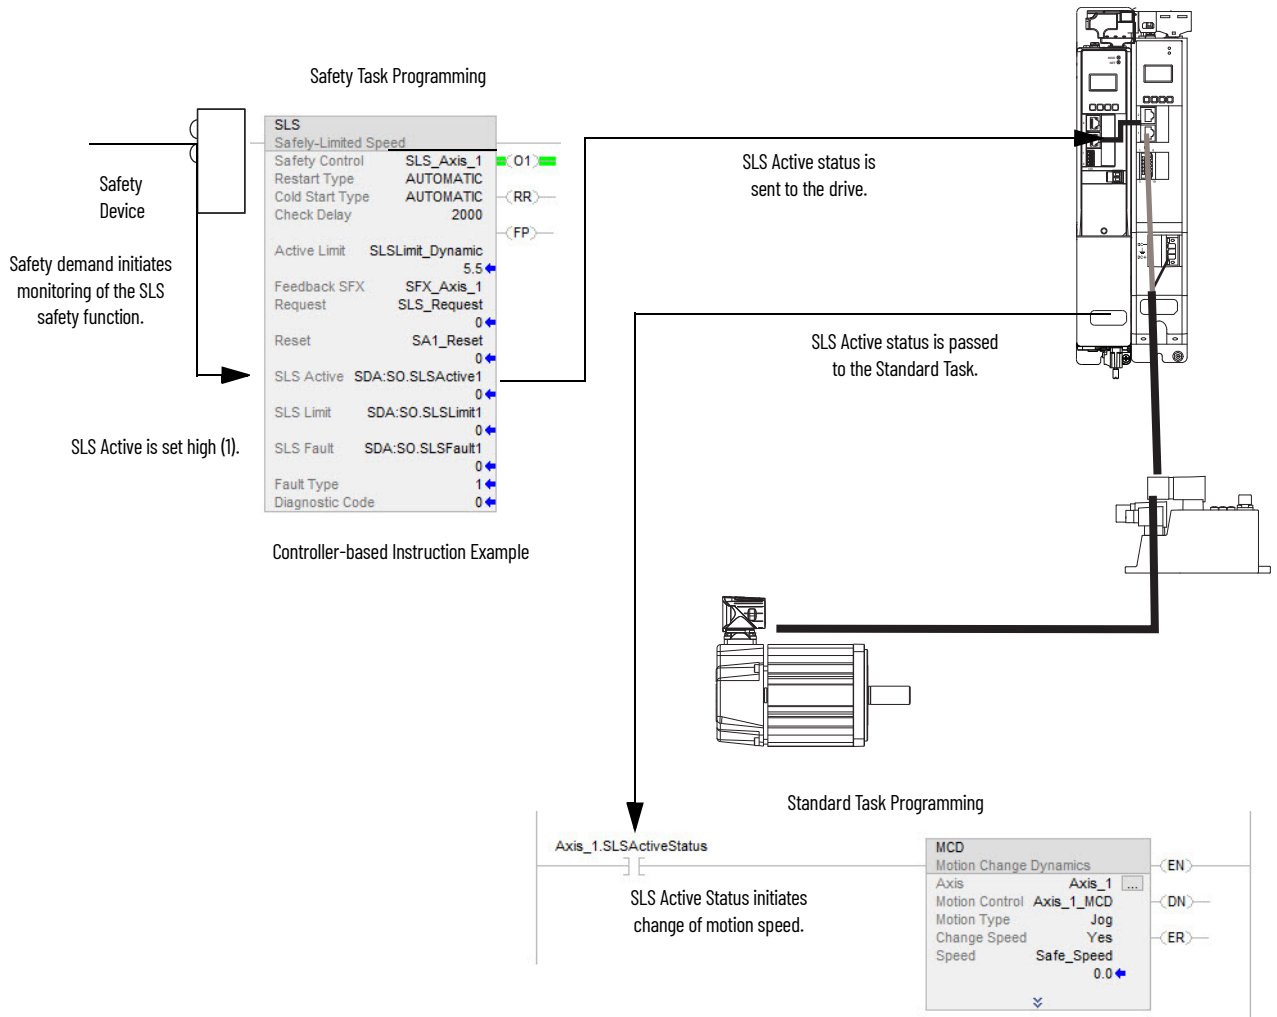 Safety Task Programming
SLS
Safely-Limited Speed
Safety Control SLS_Axis_1
Restart Type AUTOMATIC
Cold Start Type AUTOMATIC
Check Delay 2000
Active Limit SLSLimit_Dynamic
5.5
Feedback SFX SFX_Axis_1
Request SLS_Request
0
Reset SA1_Reset
0
SLS Active SDA:SO.SLSActive1
0
SLS Limit SDA:SO.SLSLimit1
0
SLS Fault SDA:SO.SLSFault1
0
Fault Type 1
Diagnostic Code 0
O1
RR
FP
Safety
Device
Safety demand initiates
monitoring of the SLS
safety function.
SLS Active is set high (1).
Controller-based Instruction Example
SLS Active status is
sent to the drive.
SLS Active status is passed
to the Standard Task.
Standard Task Programming
Axis_1.SLSActiveStatus
SLS Active Status initiates
change of motion speed.
MCD
Motion Change Dynamics
Axis Axis_1 ...
Motion Control Axis_1_MCD
Motion Type Jog
Change Speed Yes
Speed Safe_Speed
0.0
EN
DN
ER